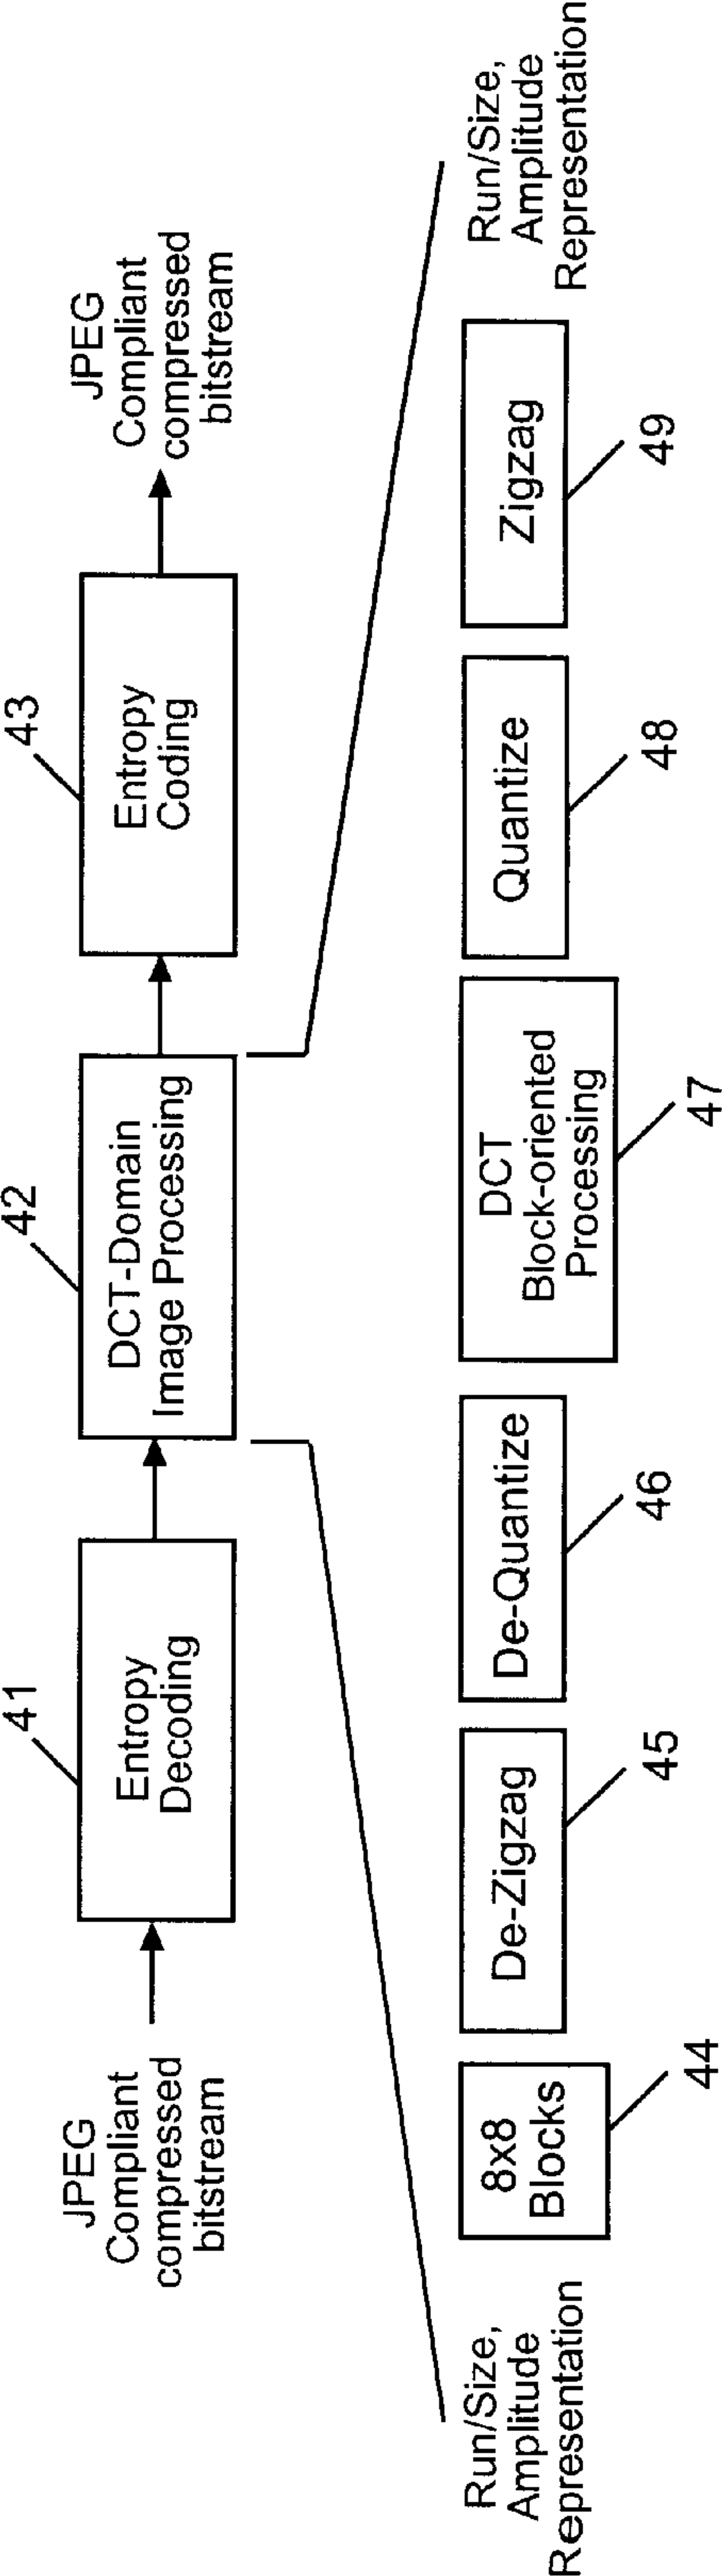 41
42
43
JPEG
Compliant
compressed
bitstream
Entropy
Decoding
DCT-Domain
Image Processing
Entropy
Coding
JPEG
Compliant
compressed
bitstream
Run/Size,
Amplitude
Representation
8x8
Blocks
De-Zigzag
De-Quantize
DCT
Block-oriented
Processing
Quantize
Zigzag
Run/Size,
Amplitude
Representation
44
45
46
47
48
49